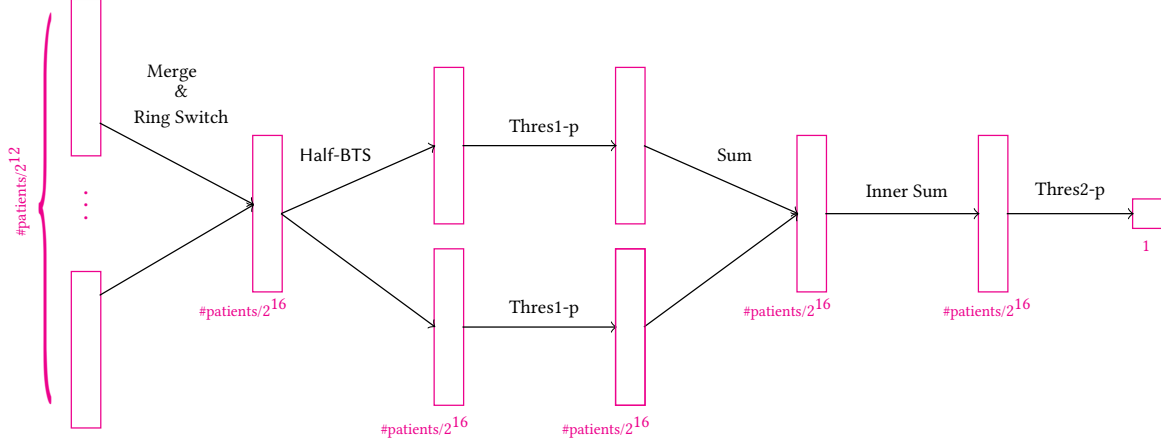 #patients/2^12
⋮
Merge
&
Ring Switch
#patients/2^16
Half-BTS
Thres1-p
Thres1-p
#patients/2^16
#patients/2^16
Sum
#patients/2^16
Inner Sum
#patients/2^16
Thres2-p
1